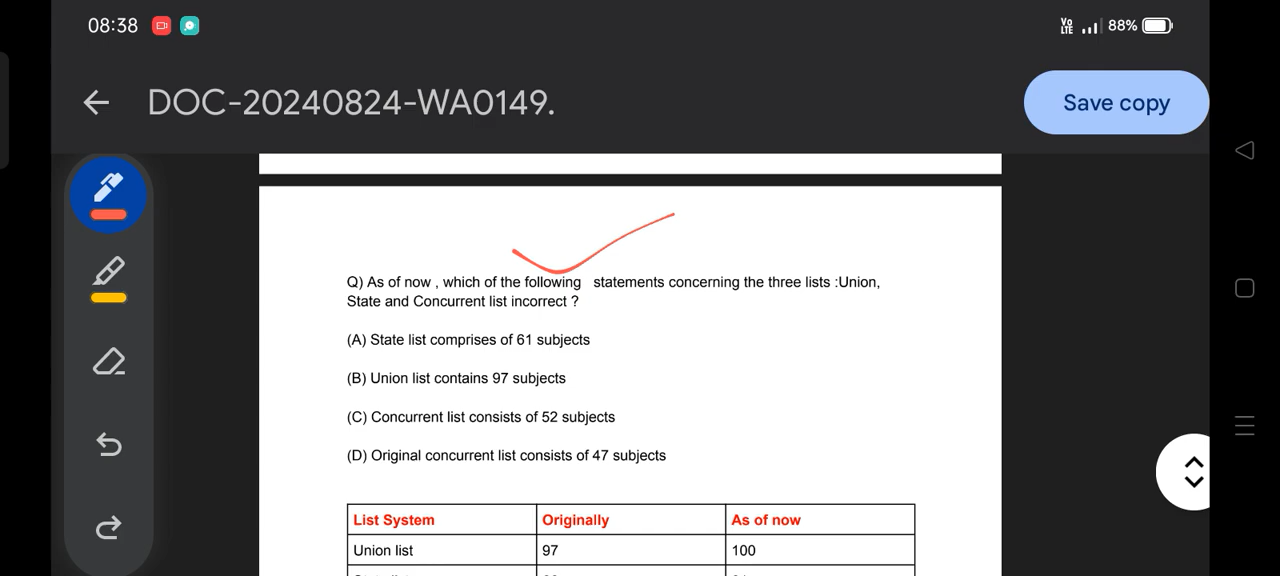 08:38
Vo LTE 88%
DOC-20240824-WA0149.
Save copy
Q) As of now , which of the following statements concerning the three lists :Union,
State and Concurrent list incorrect ?
(A) State list comprises of 61 subjects
(B) Union list contains 97 subjects
(C) Concurrent list consists of 52 subjects
(D) Original concurrent list consists of 47 subjects
List System Originally As of now
Union list 97 100